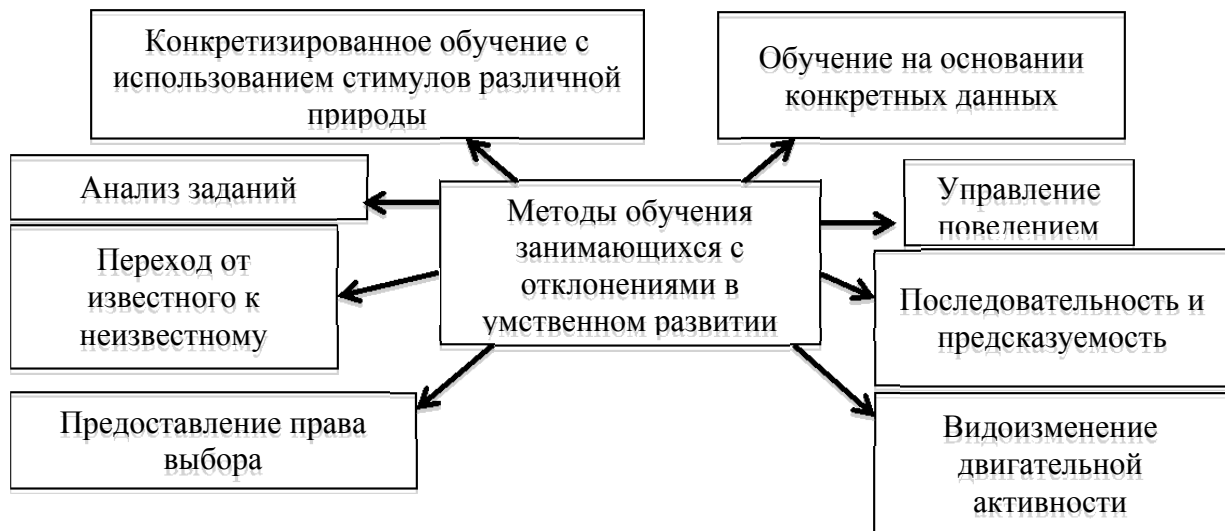 Конкретизированное обучение с
использованием стимулов различной
природы
Обучение на основании
конкретных данных
Анализ заданий
Методы обучения
занимающихся с
отклонениями в
умственном развитии
Управление
поведением
Переход от
известного к
неизвестному
Последовательность и
предсказуемость
Предоставление права
выбора
Видоизменение
двигательной
активности